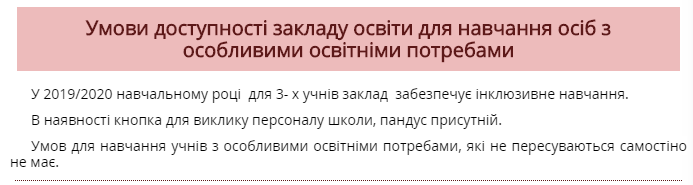 Умови доступності закладу освіти для навчання осіб з
особливими освітніми потребами
У 2019/2020 навчальному році для 3- х учнів заклад забезпечує інклюзивне навчання.
В наявності кнопка для виклику персоналу школи, пандус присутній.
Умов для навчання учнів з особливими освітніми потребами, які не пересуваються самостіно
не має.